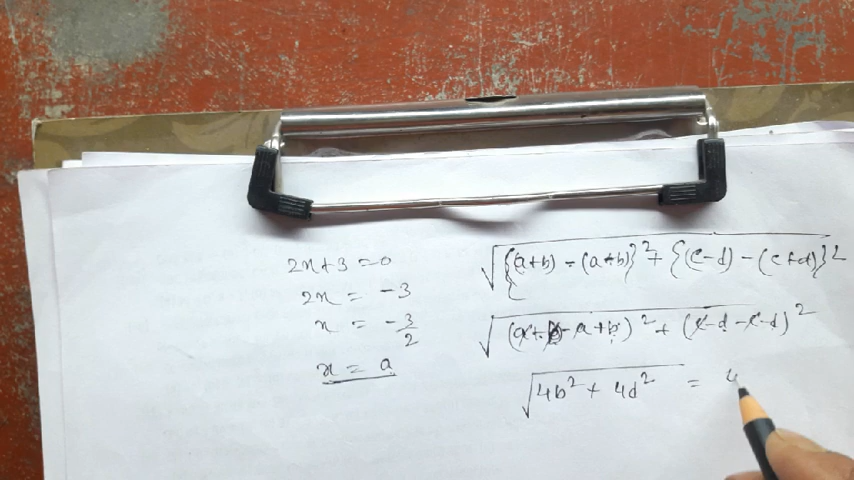 2x+3=0
2x = -3
x = -3/2
x = a
√{(a+b)-(a+b)}²+{(c-d)-(c+d)}²
√(a+b-a+b)²+(c-d-c-d)²
√4b²+4d² = 4